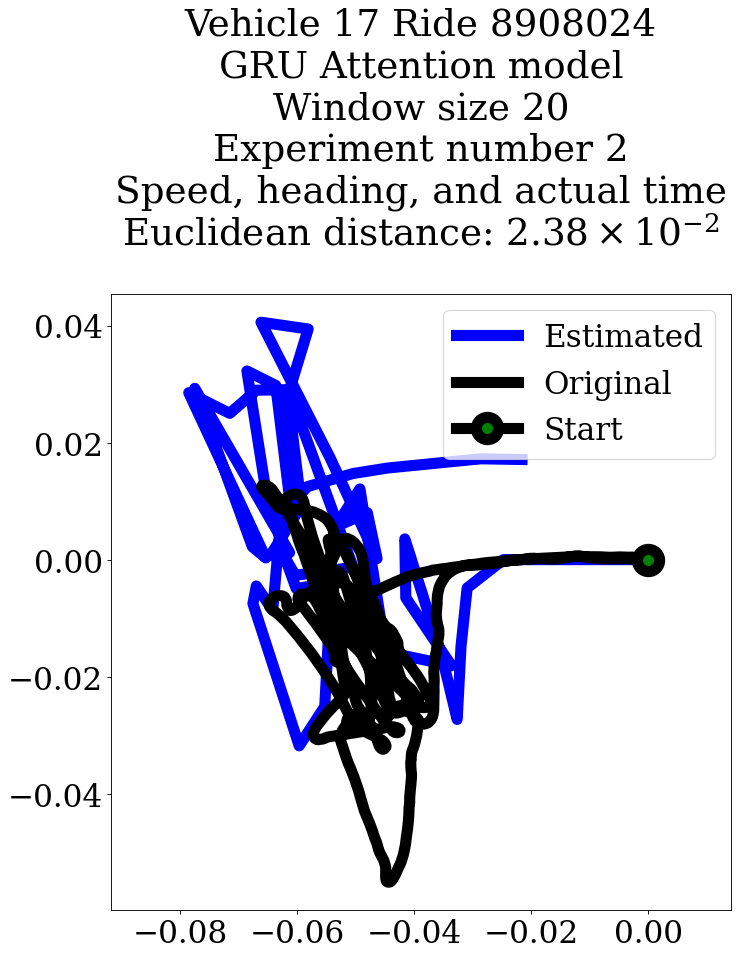 Vehicle 17 Ride 8908024
GRU Attention model
Window size 20
Experiment number 2
Speed, heading, and actual time
Euclidean distance: 2.38 × 10⁻²
0.04
0.02
0.00
−0.02
−0.04
Estimated
Original
Start
−0.08 −0.06 −0.04 −0.02 0.00